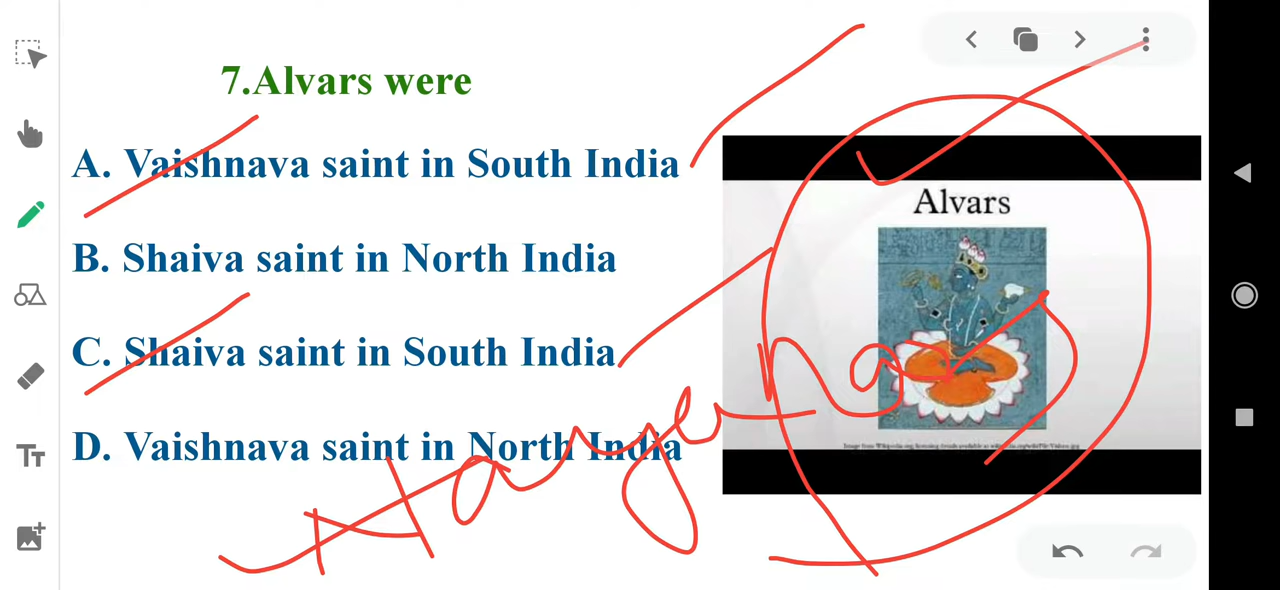 7.Alvars were
A. Vaishnava saint in South India
B. Shaiva saint in North India
C. Shaiva saint in South India
D. Vaishnava saint in North India
Alvars
Tт